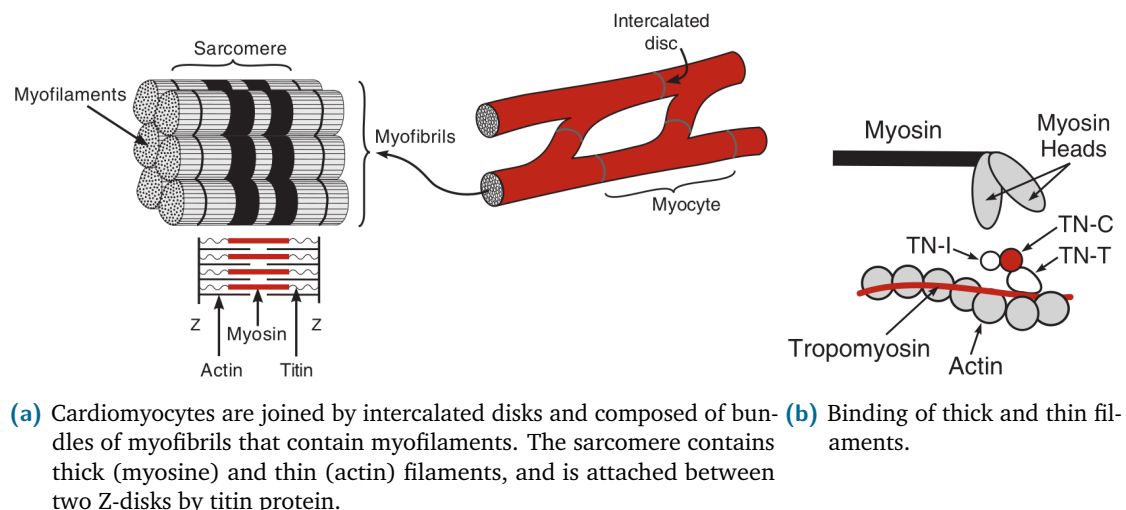 Sarcomere
Myofilaments
Myofibrils
Z
Myosin
Z
Actin
Titin
Intercalated
disc
Myocyte
Myosin
Myosin
Heads
TN-I
TN-C
TN-T
Tropomyosin
Actin
(a) Cardiomyocytes are joined by intercalated disks and composed of bun-
dles of myofibrils that contain myofilaments. The sarcomere contains
thick (myosine) and thin (actin) filaments, and is attached between
two Z-disks by titin protein.
(b) Binding of thick and thin fil-
aments.